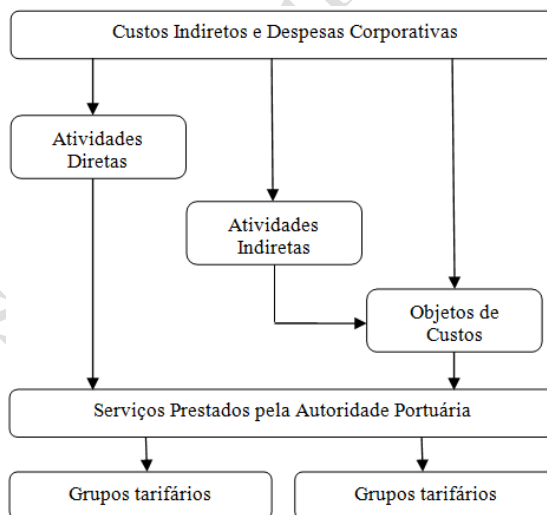 Custos Indiretos e Despesas Corporativas
Atividades
Diretas
Atividades
Indiretas
Objetos de
Custos
Serviços Prestados pela Autoridade Portuária
Grupos tarifários
Grupos tarifários